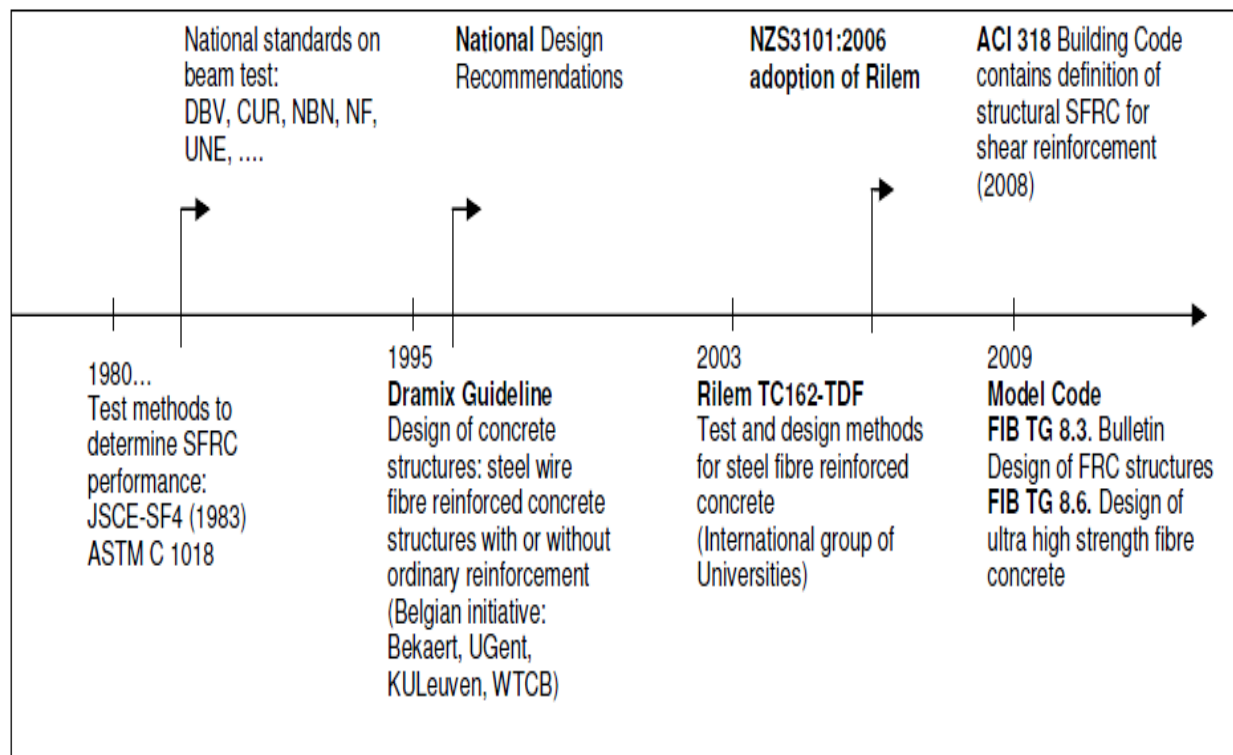 National standards on
beam test:
DBV, CUR, NBN, NF,
UNE, ....
National Design
Recommendations
NZS3101:2006
adoption of Rilem
ACI 318 Building Code
contains definition of
structural SFRC for
shear reinforcement
(2008)
1980...
Test methods to
determine SFRC
performance:
JSCE-SF4 (1983)
ASTM C 1018
1995
Dramix Guideline
Design of concrete
structures: steel wire
fibre reinforced concrete
structures with or without
ordinary reinforcement
(Belgian initiative:
Bekaert, UGent,
KULeuven, WTCB)
2003
Rilem TC162-TDF
Test and design methods
for steel fibre reinforced
concrete
(International group of
Universities)
2009
Model Code
FIB TG 8.3. Bulletin
Design of FRC structures
FIB TG 8.6. Design of
ultra high strength fibre
concrete